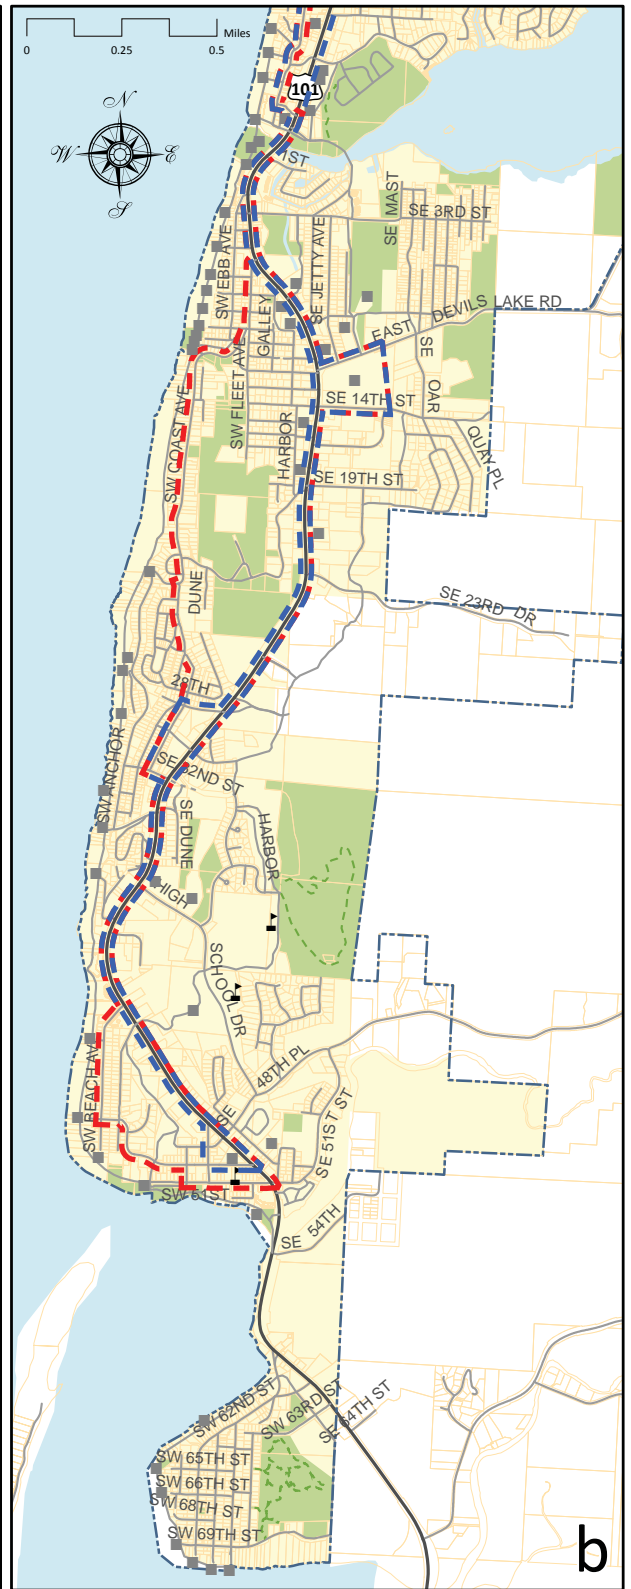 0 0.25 0.5 Miles
N
W E
S
101
1ST
SE MAST
SE 3RD ST
SW EBB AVE
SE JETTY AVE
GALLEY
DEVILS LAKE RD
EAST
SW FLEET AVE
SE
OAR
SE 14TH ST
SW COAST AVE
HARBOR
QUAY PL
SE 19TH ST
DUNE
SE 23RD DR
28TH
SW ANCHOR
SE 32ND ST
SE DUNE
HARBOR
HIGH
SCHOOL DR
48TH PL
SW BEACH AV
SE
SE 51ST ST
SW 51ST
SE 54TH
SW 62ND ST
SW 63RD ST
SE 64TH ST
SW 65TH ST
SW 66TH ST
SW 68TH ST
SW 69TH ST
b